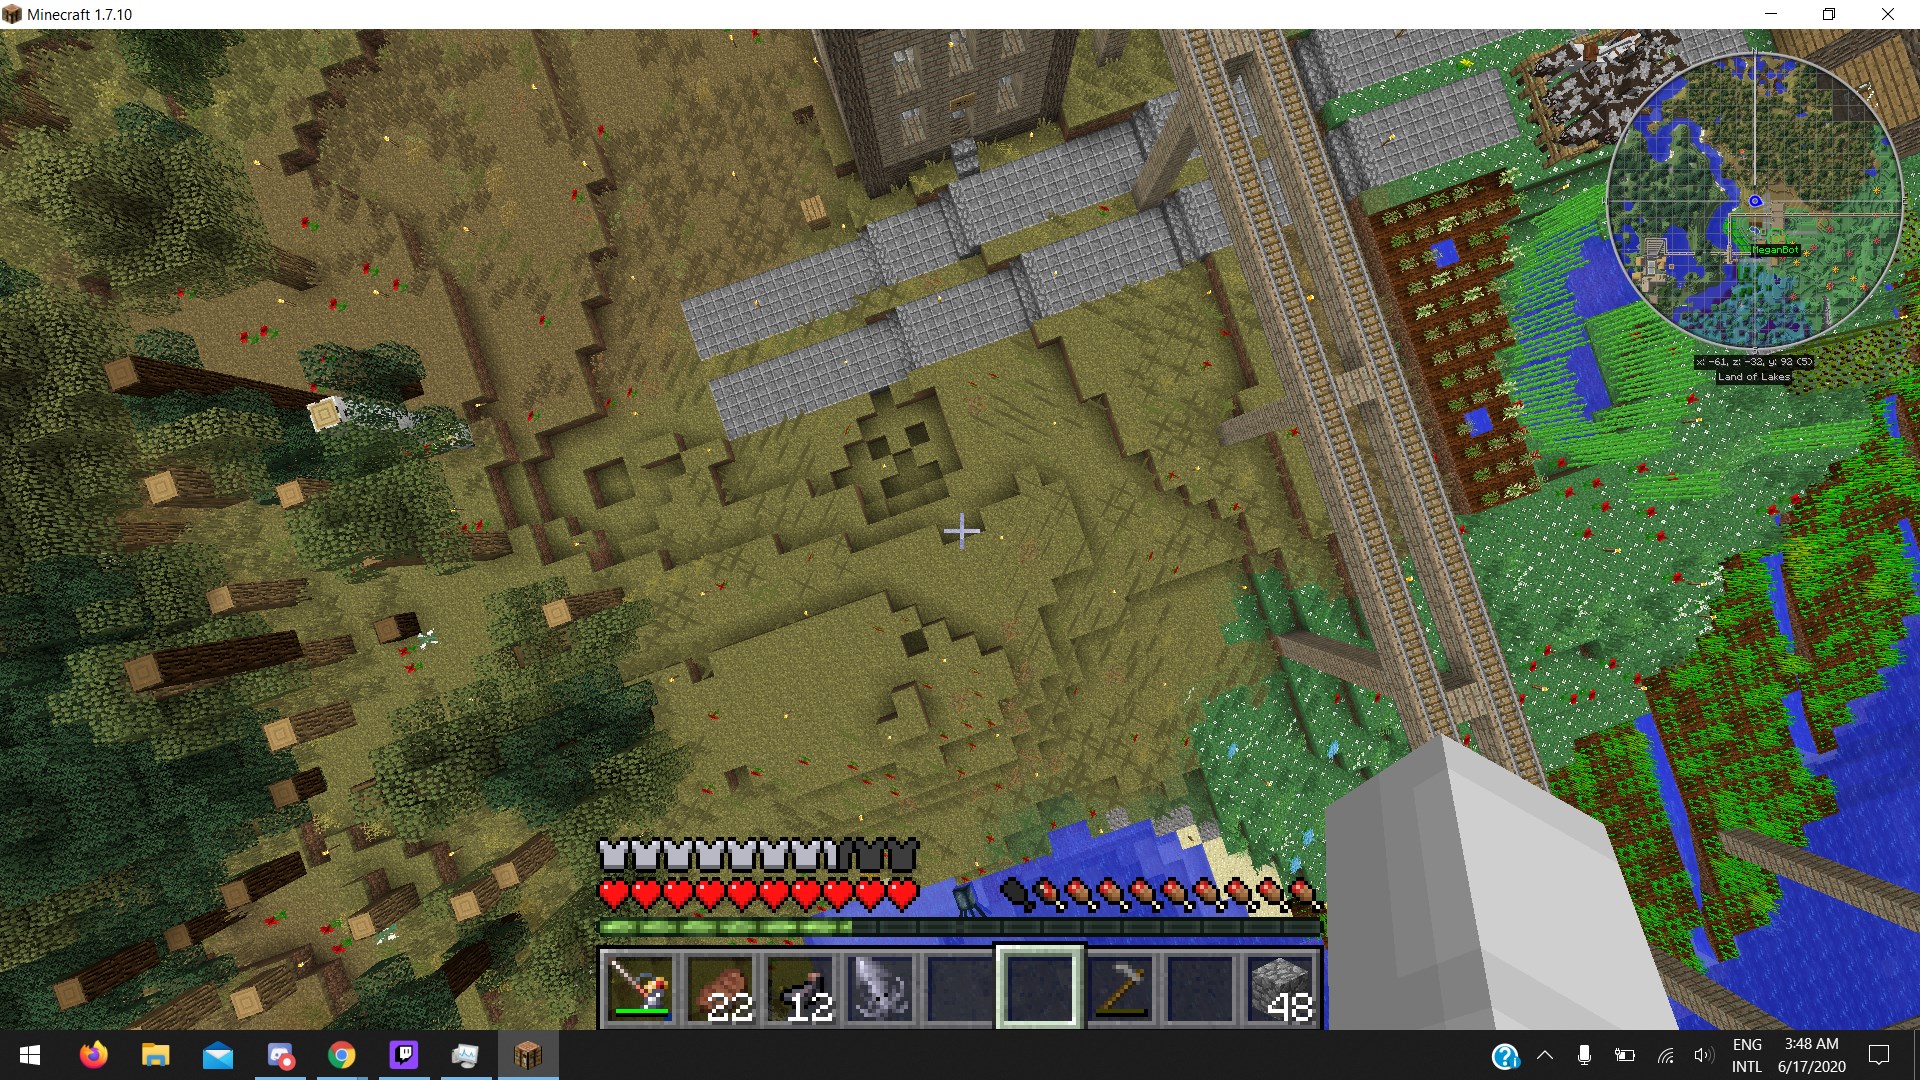 Minecraft 1.7.10
MeganBot
x: -61, z: -32, y: 92 (5)
Land of Lakes
22
12
48
ENG
INTL
3:48 AM
6/17/2020